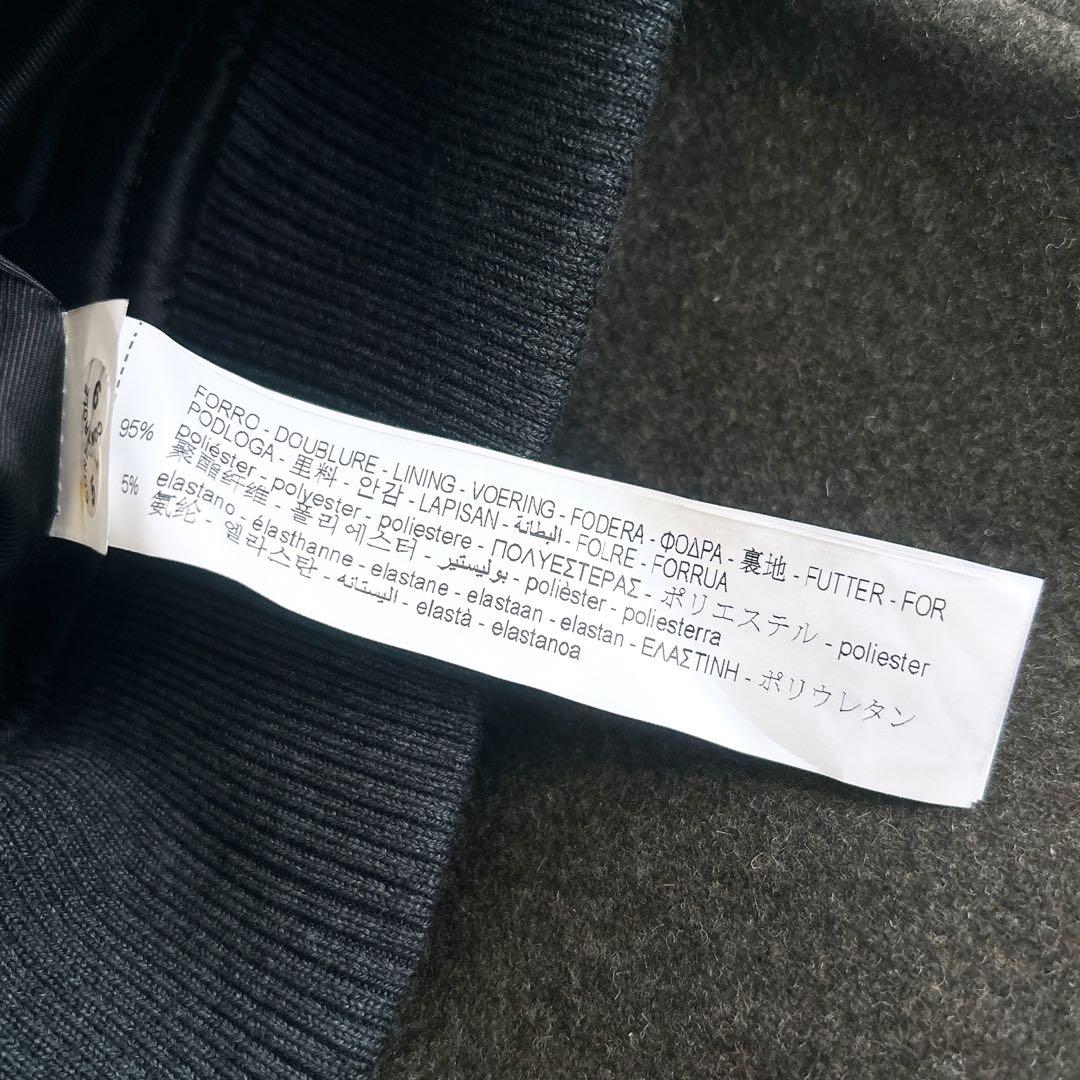 FORRO - DOUBLURE - LINING - VOERING - FODERA - ΦΟΔΡΑ - 裏地 - FUTTER - FOR
PODLOGA - 里料 - 안감 - LAPISAN - البطانة - FOLRE - FORRUA
95% poliéster - polyester - poliestere - ΠΟΛΥΕΣΤΕΡΑΣ - ポリエステル - poliester
聚酯纤维 - 폴리에스터 - بوليستير - polièster - poliesterra
5% elastano - élasthanne - elastane - elastaan - elastan - ΕΛΑΣΤΙΝΗ - ポリウレタン
氨纶 - 엘라스탄 - اليستانه - elastà - elastanoa